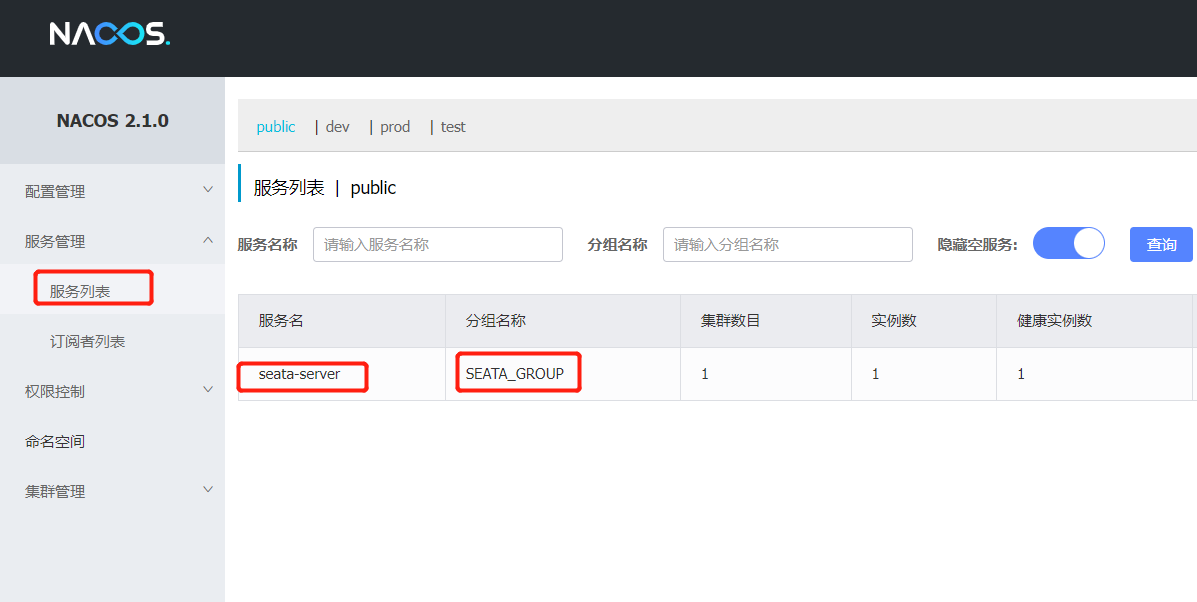 NACOS.
NACOS 2.1.0
配置管理
服务管理
服务列表
订阅者列表
权限控制
命名空间
集群管理
public | dev | prod | test
服务列表 | public
服务名称 请输入服务名称 分组名称 请输入分组名称 隐藏空服务: 查询
服务名 分组名称 集群数目 实例数 健康实例数
seata-server SEATA_GROUP 1 1 1